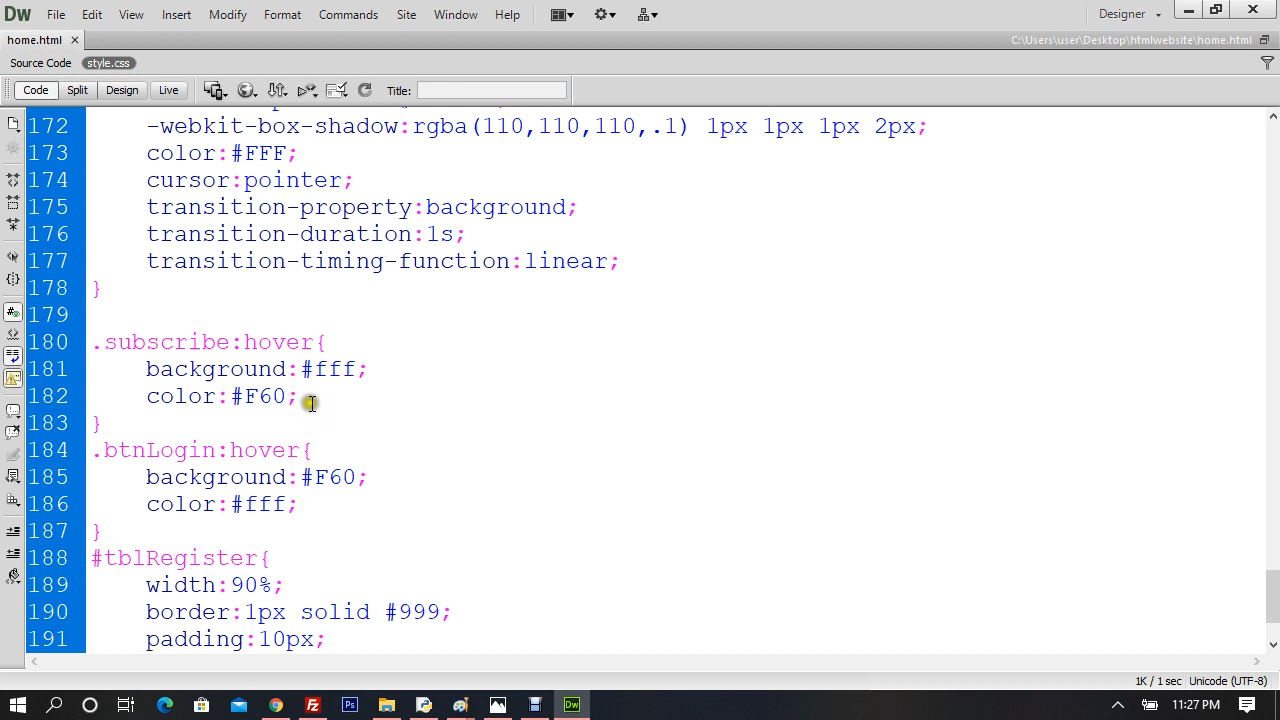 Dw File Edit View Insert Modify Format Commands Site Window Help Designer
home.html C:\Users\user\Desktop\htmlwebsite\home.html
Source Code style.css
Code Split Design Live Title:
172 -webkit-box-shadow:rgba(110,110,110,.1) 1px 1px 1px 2px;
173 color:#FFF;
174 cursor:pointer;
175 transition-property:background;
176 transition-duration:1s;
177 transition-timing-function:linear;
178 }
179
180 .subscribe:hover{
181 background:#fff;
182 color:#F60;
183 }
184 .btnLogin:hover{
185 background:#F60;
186 color:#fff;
187 }
188 #tblRegister{
189 width:90%;
190 border:1px solid #999;
191 padding:10px;
1K / 1 sec Unicode (UTF-8)
Fz Ps Dw 11:27 PM